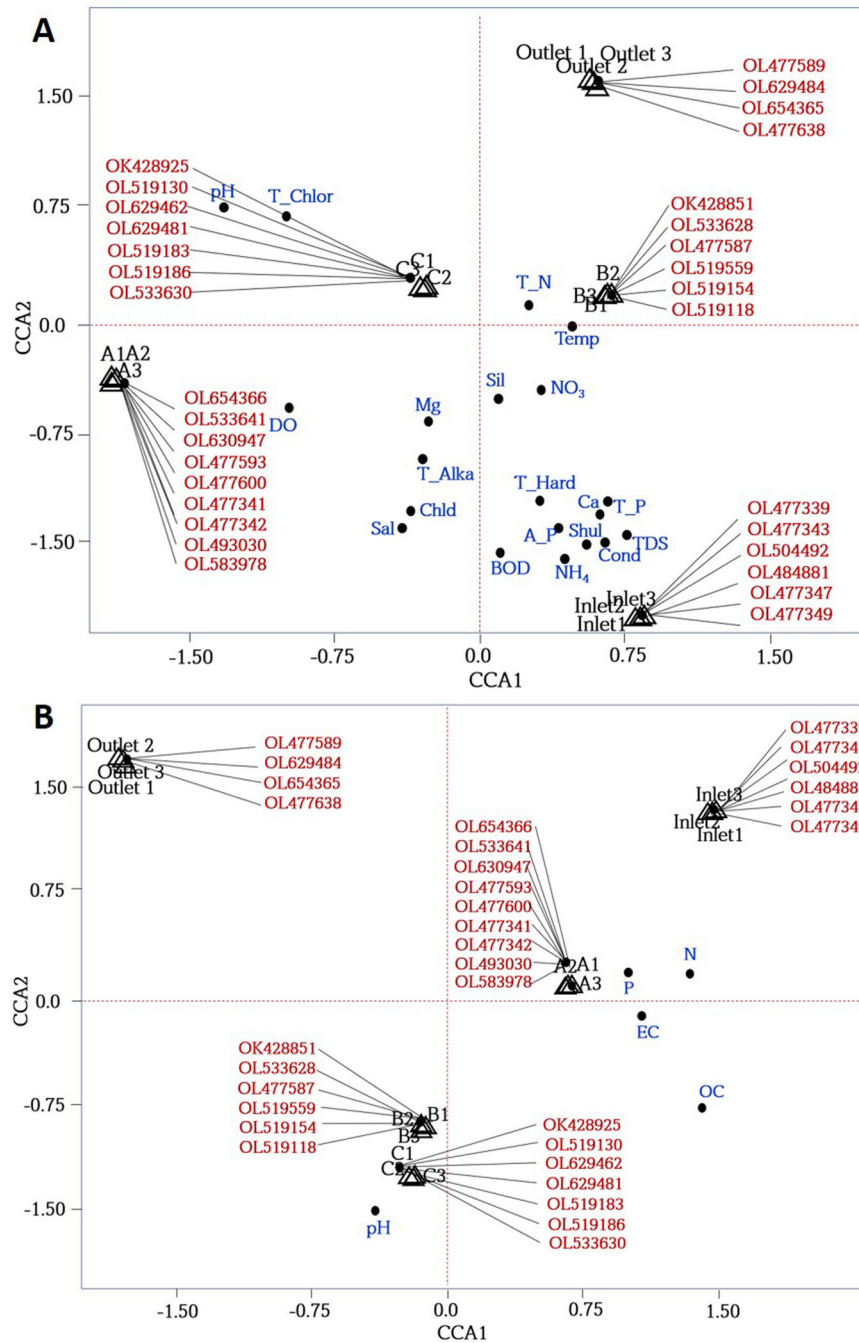 A
Outlet 1 Outlet 3
Outlet 2
OL477589
OL629484
OL654365
OL477638
1.50
OK428925
OL519130
OL629462
OL629481
OL519183
OL519186
OL533630
pH
T_Chlor
C1
C3
C2
OK428851
OL533628
OL477587
OL519559
OL519154
OL519118
B2
B3
B1
0.75
T_N
0.0
Temp
CCA2
A1A2
A3
OL654366
OL533641
OL630947
OL477593
OL477600
OL477341
OL477342
OL493030
OL583978
DO
Mg
Sil
NO₃
-0.75
T_Alka
T_Hard
Ca
T_P
Chld
Sal
A_P
Shul
TDS
Cond
BOD
NH₄
-1.50
OL477339
OL477343
OL504492
OL484881
OL477347
OL477349
Inlet3
Inlet2
Inlet1
-1.50 -0.75 0.0 0.75 1.50
CCA1
B
Outlet 2
Outlet 3
Outlet 1
OL477589
OL629484
OL654365
OL477638
OL47733
OL47734
OL504492
OL48488
OL47734
OL47734
Inlet3
Inlet2
Inlet1
1.50
OL654366
OL533641
OL630947
OL477593
OL477600
OL477341
OL477342
OL493030
OL583978
0.75
A2
A1
A3
N
P
0.0
EC
CCA2
OC
OK428851
OL533628
OL477587
OL519559
OL519154
OL519118
-0.75
B2
B1
B3
C1
C2
C3
OK428925
OL519130
OL629462
OL629481
OL519183
OL519186
OL533630
-1.50
pH
-1.50 -0.75 0.0 0.75 1.50
CCA1